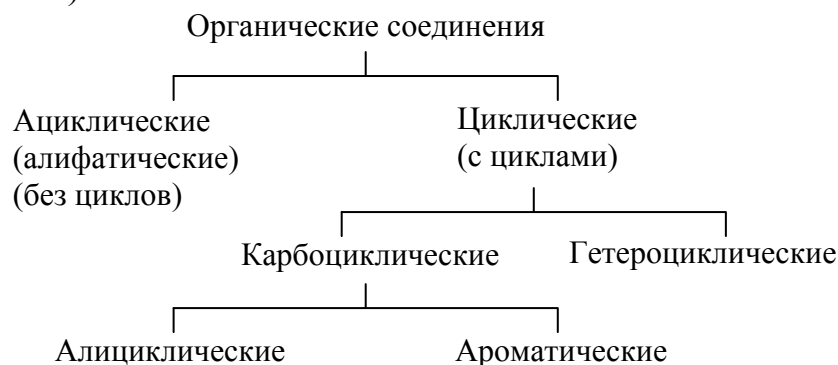 )
Органические соединения
Ациклические
(алифатические)
(без циклов)
Циклические
(с циклами)
Карбоциклические
Гетероциклические
Алициклические
Ароматические